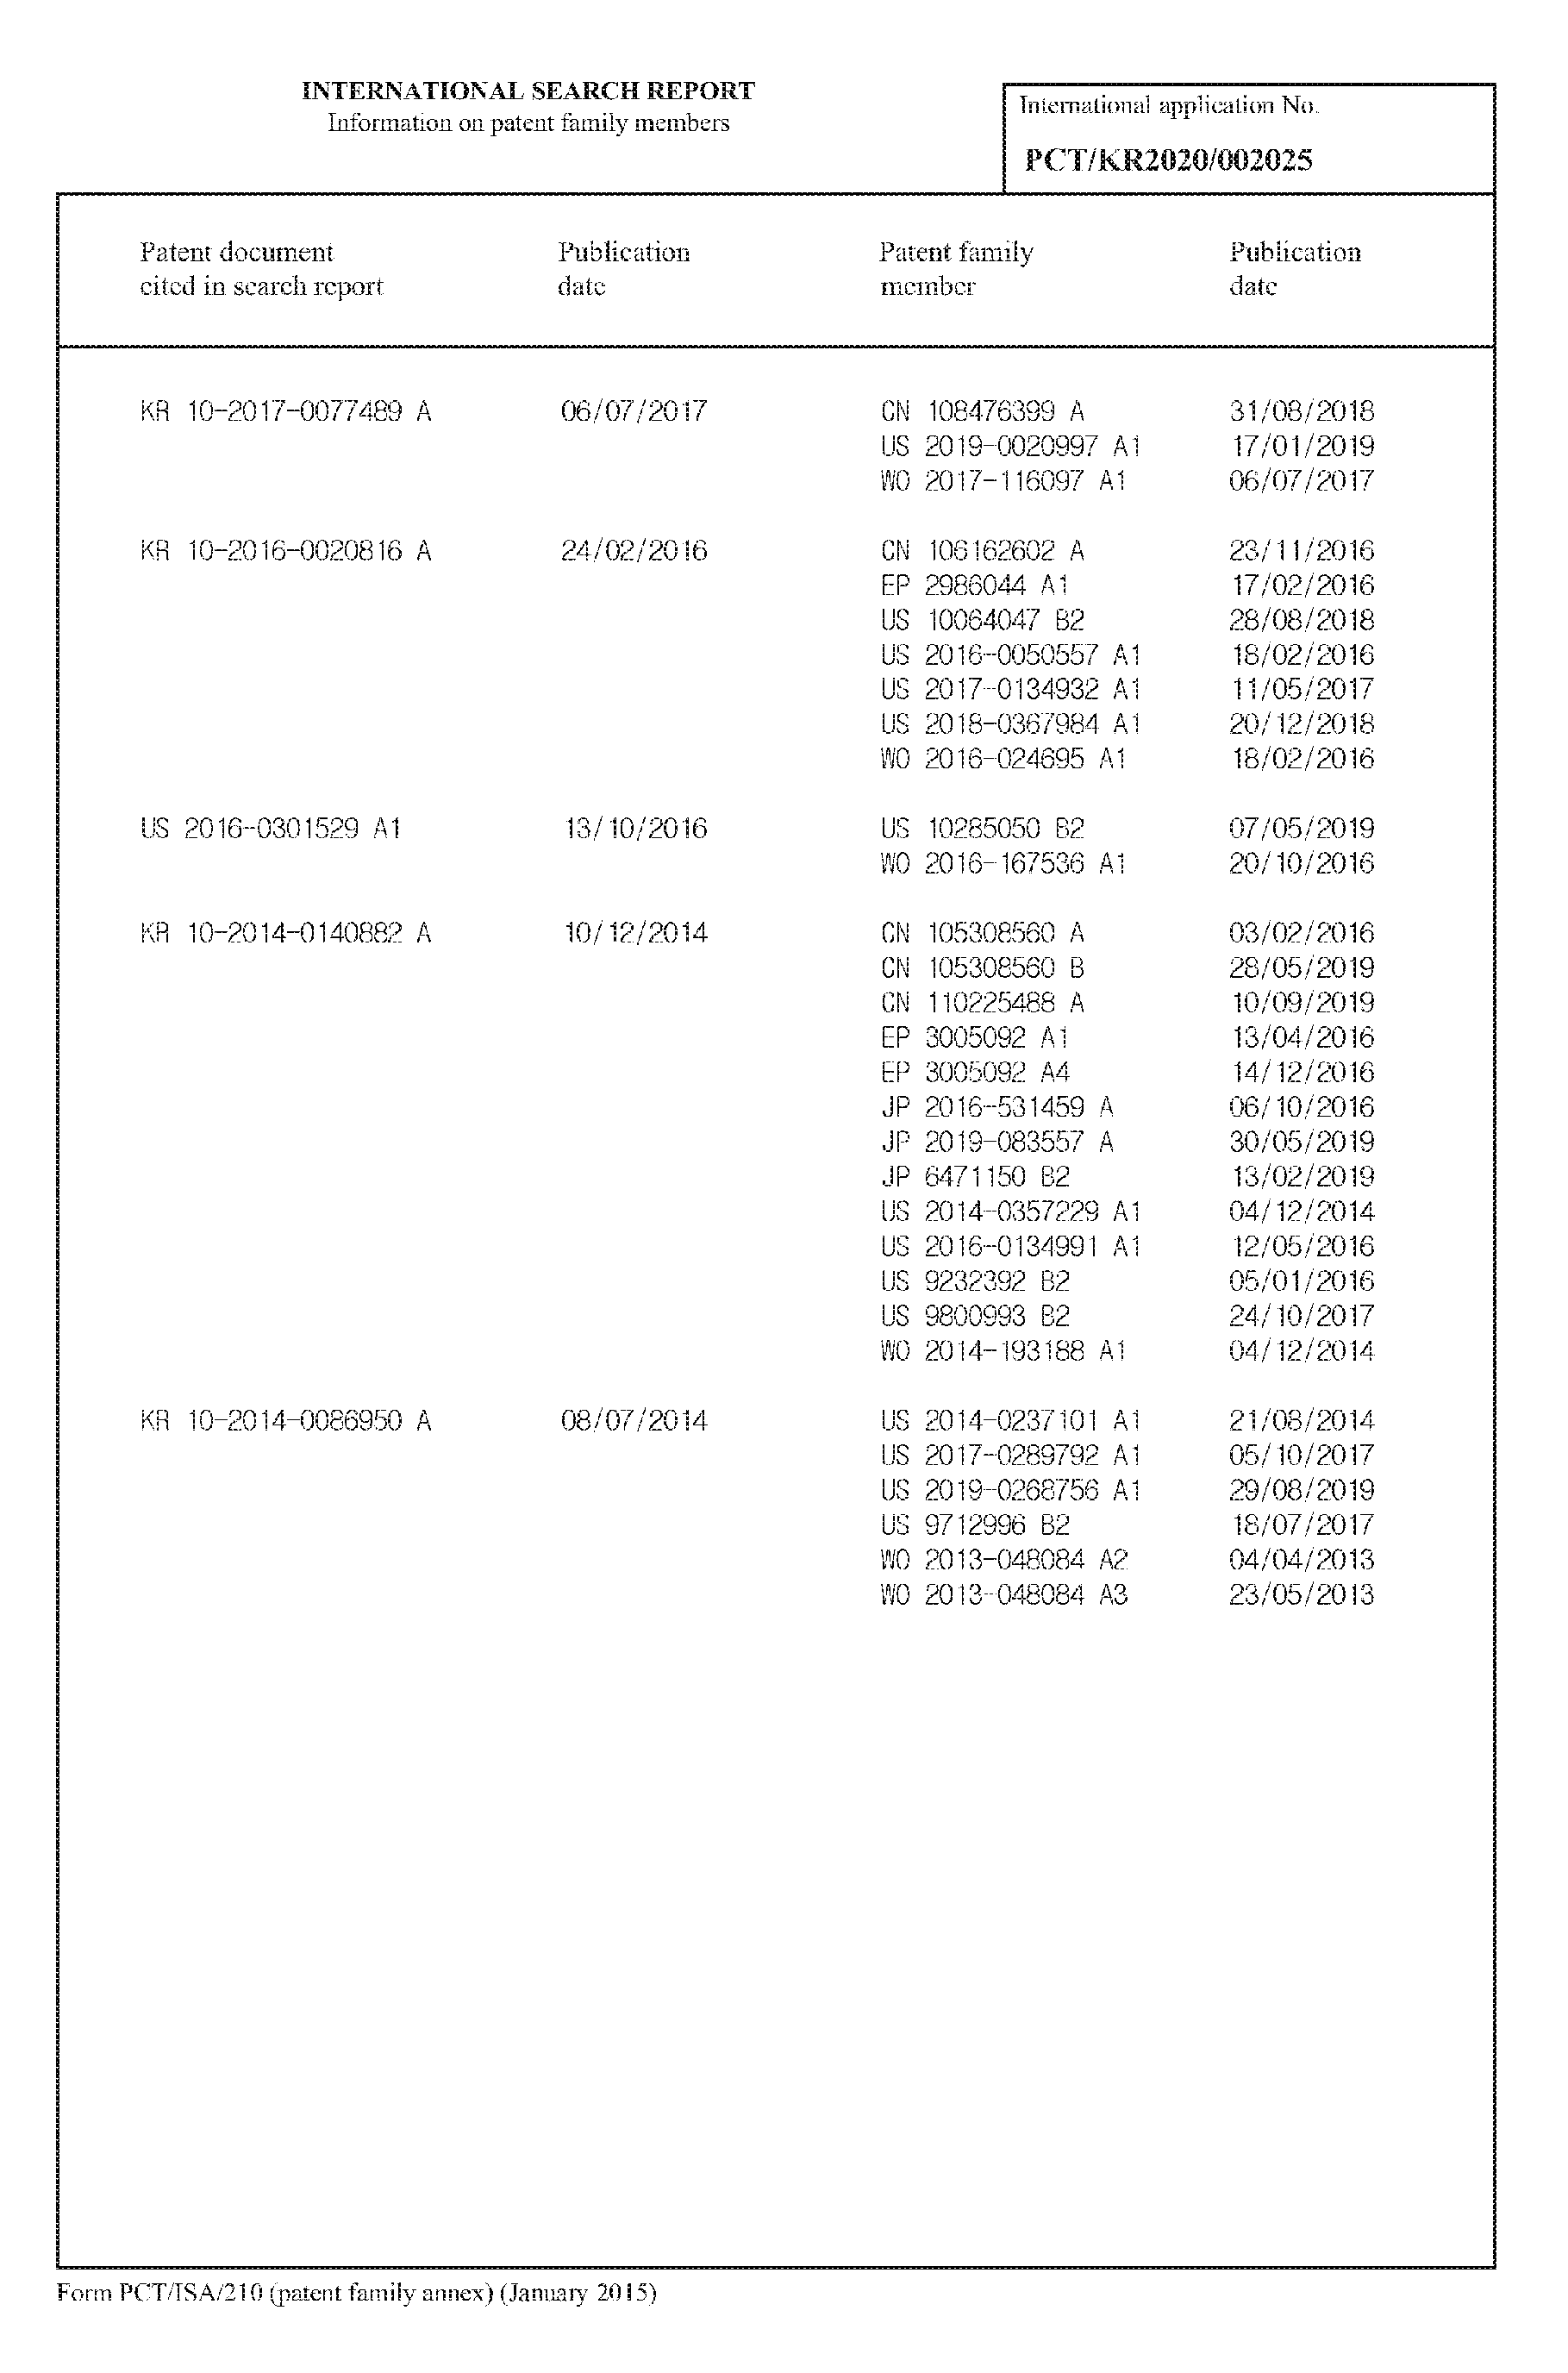 INTERNATIONAL SEARCH REPORT
Information on patent family members
International application No.
PCT/KR2020/002025
Patent document cited in search report Publication date Patent family member Publication date
KR 10-2017-0077489 A 06/07/2017 CN 108476399 A 31/08/2018
US 2019-0020997 A1 17/01/2019
WO 2017-116097 A1 06/07/2017
KR 10-2016-0020816 A 24/02/2016 CN 106162602 A 23/11/2016
EP 2986044 A1 17/02/2016
US 10064047 B2 28/08/2018
US 2016-0050557 A1 18/02/2016
US 2017-0134932 A1 11/05/2017
US 2018-0367984 A1 20/12/2018
WO 2016-024695 A1 18/02/2016
US 2016-0301529 A1 13/10/2016 US 10285050 B2 07/05/2019
WO 2016-167536 A1 20/10/2016
KR 10-2014-0140882 A 10/12/2014 CN 105308560 A 03/02/2016
CN 105308560 B 28/05/2019
CN 110225488 A 10/09/2019
EP 3005092 A1 13/04/2016
EP 3005092 A4 14/12/2016
JP 2016-531459 A 06/10/2016
JP 2019-083557 A 30/05/2019
JP 6471150 B2 13/02/2019
US 2014-0357229 A1 04/12/2014
US 2016-0134991 A1 12/05/2016
US 9232392 B2 05/01/2016
US 9800993 B2 24/10/2017
WO 2014-193188 A1 04/12/2014
KR 10-2014-0086950 A 08/07/2014 US 2014-0237101 A1 21/08/2014
US 2017-0289792 A1 05/10/2017
US 2019-0268756 A1 29/08/2019
US 9712996 B2 18/07/2017
WO 2013-048084 A2 04/04/2013
WO 2013-048084 A3 23/05/2013
Form PCT/ISA/210 (patent family annex) (January 2015)